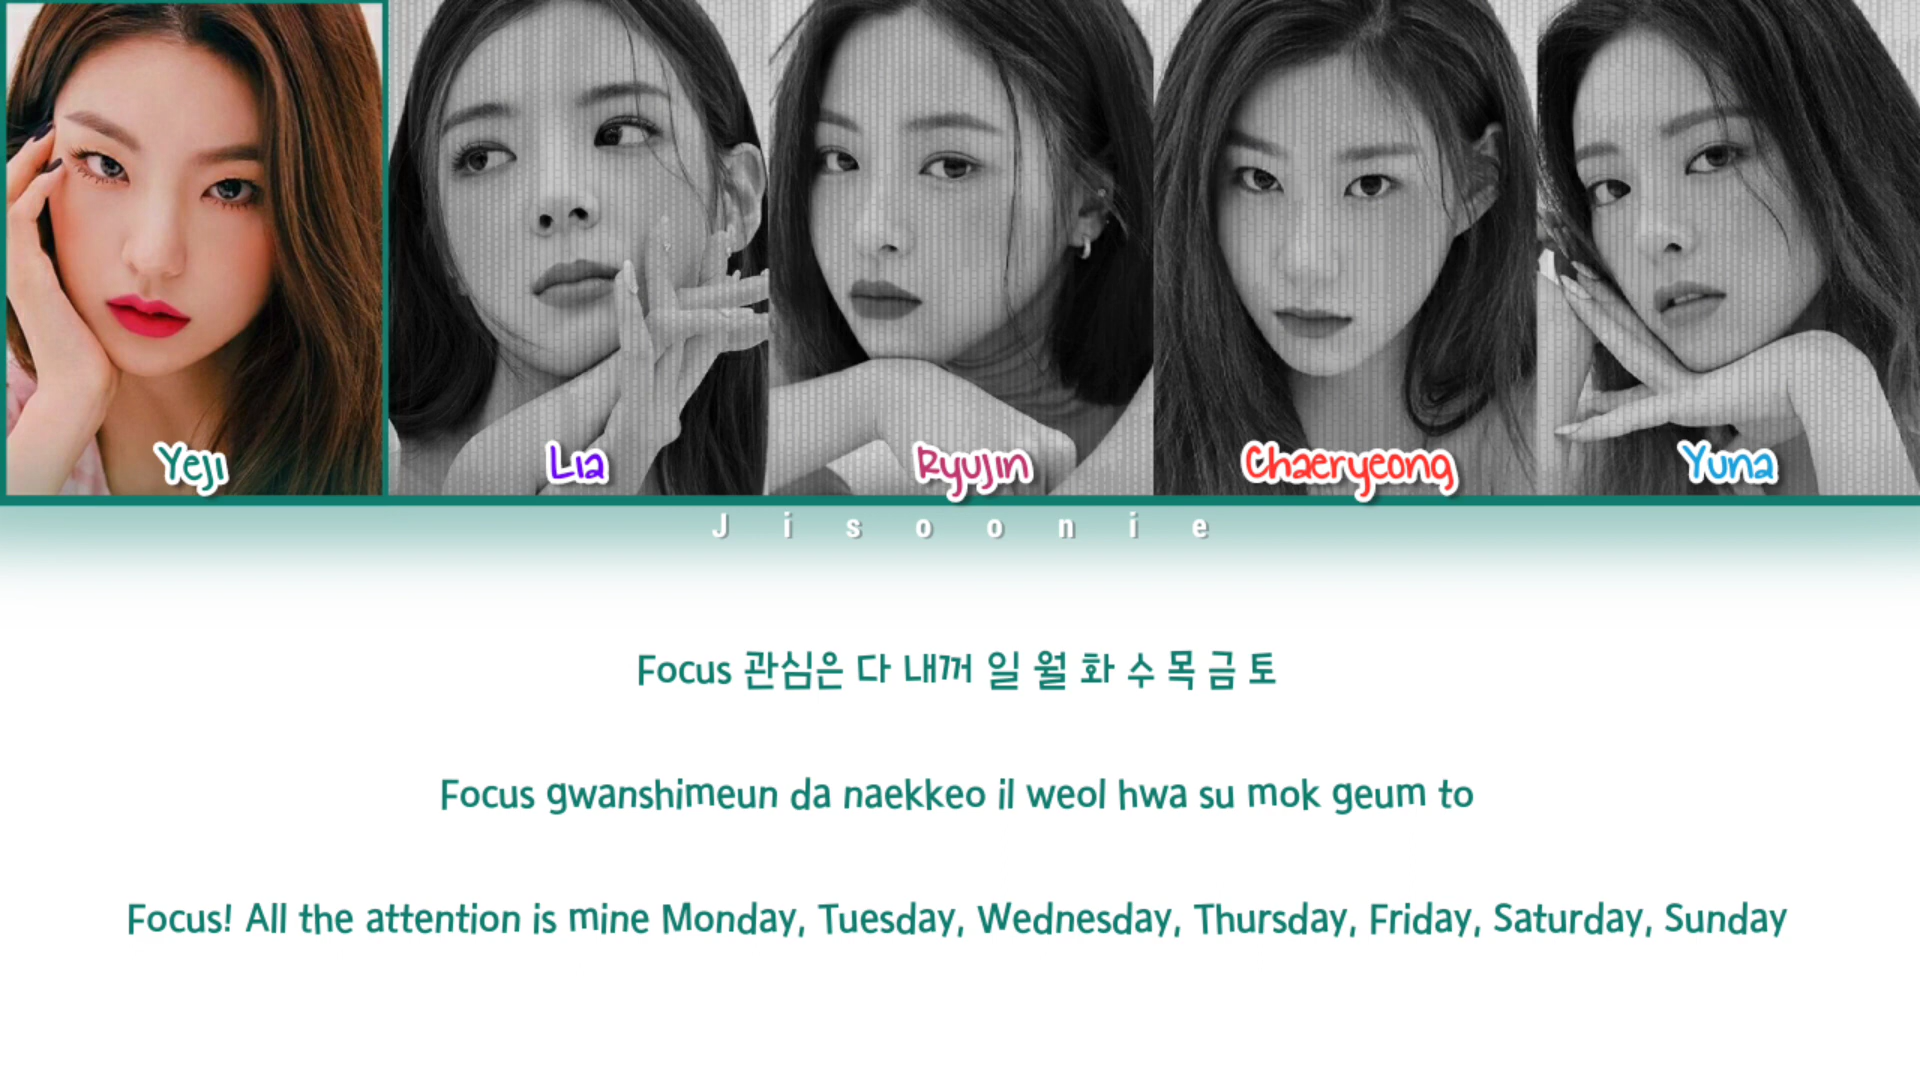 Yeji
Lia
Ryujin
Chaeryeong
Yuna
Jisoonie
Focus 관심은 다 내꺼 일 월 화 수 목 금 토
Focus gwanshimeun da naekkeo il weol hwa su mok geum to
Focus! All the attention is mine Monday, Tuesday, Wednesday, Thursday, Friday, Saturday, Sunday